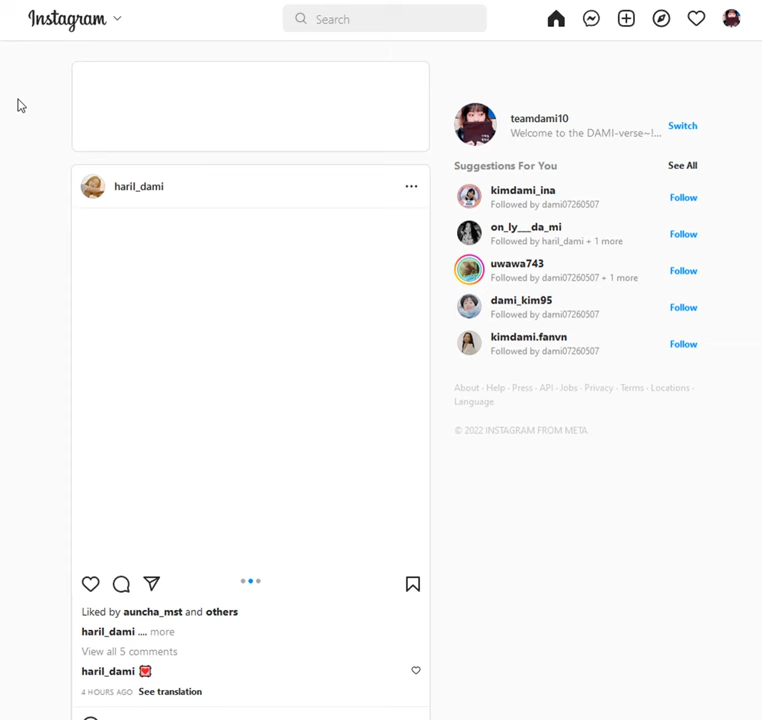 Instagram
Search
teamdami10
Welcome to the DAMI-verse~!...
Switch
Suggestions For You
See All
haril_dami
kimdami_ina
Followed by dami07260507
Follow
on_ly___da_mi
Followed by haril_dami + 1 more
Follow
uwawa743
Followed by dami07260507 + 1 more
Follow
dami_kim95
Followed by dami07260507
Follow
kimdami.fanvn
Followed by dami07260507
Follow
About · Help · Press · API · Jobs · Privacy · Terms · Locations ·
Language
© 2022 INSTAGRAM FROM META
Liked by auncha_mst and others
haril_dami .... more
View all 5 comments
haril_dami 💌
4 HOURS AGO See translation